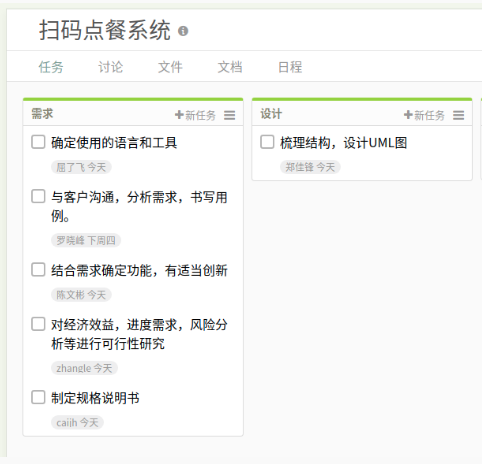 扫码点餐系统
任务 讨论 文件 文档 日程
需求 +新任务
确定使用的语言和工具
屈了飞 今天
与客户沟通，分析需求，书写用
例。
罗晓峰 下周四
结合需求确定功能，有适当创新
陈文彬 今天
对经济效益，进度需求，风险分
析等进行可行性研究
zhangle 今天
制定规格说明书
caijh 今天
设计 +新任务
梳理结构，设计UML图
郑佳锋 今天